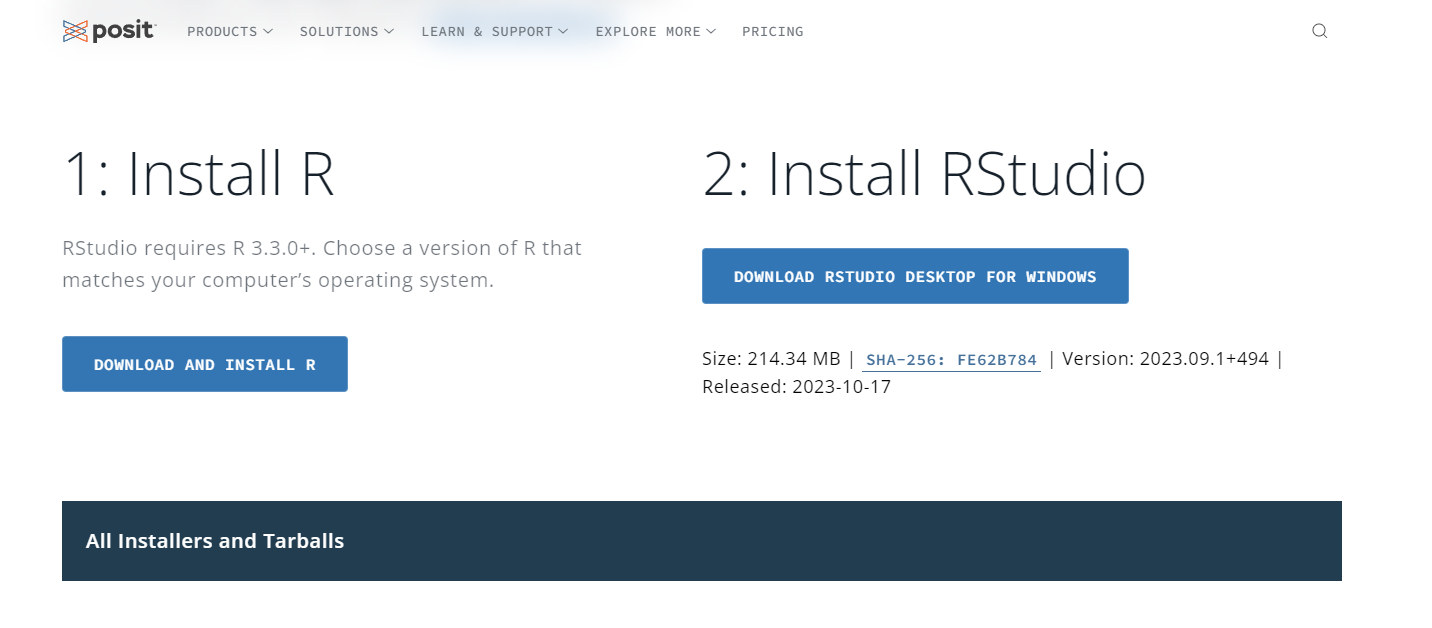 posit
PRODUCTS
SOLUTIONS
LEARN & SUPPORT
EXPLORE MORE
PRICING
1: Install R
RStudio requires R 3.3.0+. Choose a version of R that
matches your computer’s operating system.
DOWNLOAD AND INSTALL R
2: Install RStudio
DOWNLOAD RSTUDIO DESKTOP FOR WINDOWS
Size: 214.34 MB | SHA-256: FE62B784 | Version: 2023.09.1+494 |
Released: 2023-10-17
All Installers and Tarballs